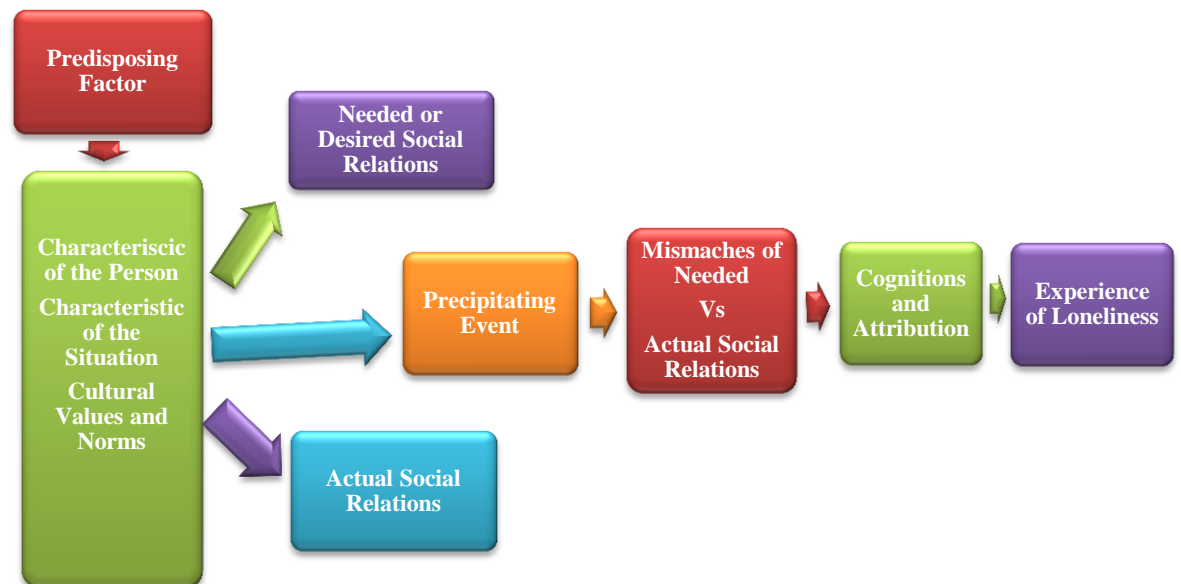 Predisposing
Factor
Needed or
Desired Social
Relations
Characteriscic
of the Person
Characteristic
of the
Situation
Cultural
Values and
Norms
Precipitating
Event
Mismaches of
Needed
Vs
Actual Social
Relations
Cognitions
and
Attribution
Experience
of Loneliness
Actual Social
Relations